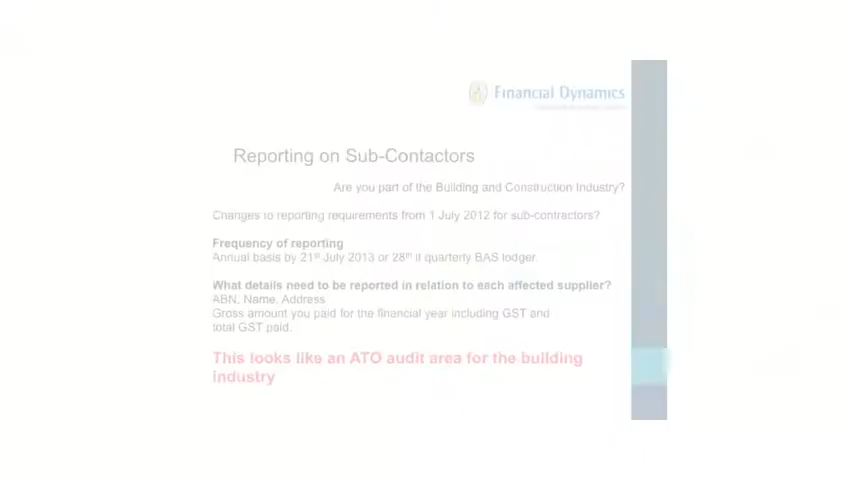 Financial Dynamics
Reporting on Sub-Contactors
Are you part of the Building and Construction Industry?
Changes to reporting requirements from 1 July 2012 for sub-contractors?
Frequency of reporting
Annual basis by 21st July 2013 or 28th if quarterly BAS lodger.
What details need to be reported in relation to each affected supplier?
ABN, Name, Address
Gross amount you paid for the financial year including GST and
total GST paid.
This looks like an ATO audit area for the building
industry